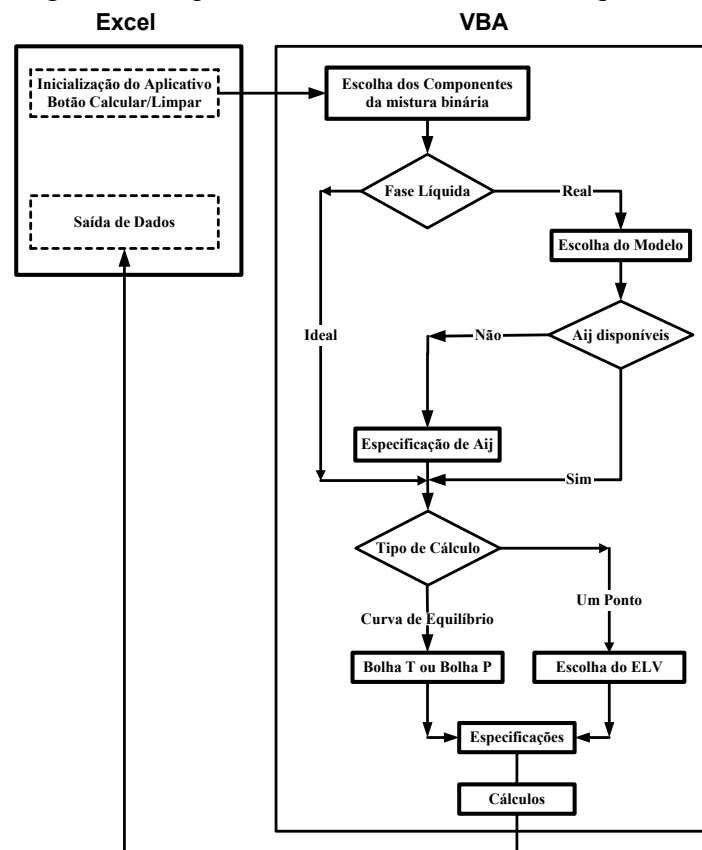 Excel
VBA
Inicialização do Aplicativo
Botão Calcular/Limpar
Escolha dos Componentes
da mistura binária
Fase Líquida
Real
Saída de Dados
Escolha do Modelo
Ideal
Não
Aij disponíveis
Especificação de Aij
Sim
Tipo de Cálculo
Um Ponto
Curva de Equilíbrio
Bolha T ou Bolha P
Escolha do ELV
Especificações
Cálculos